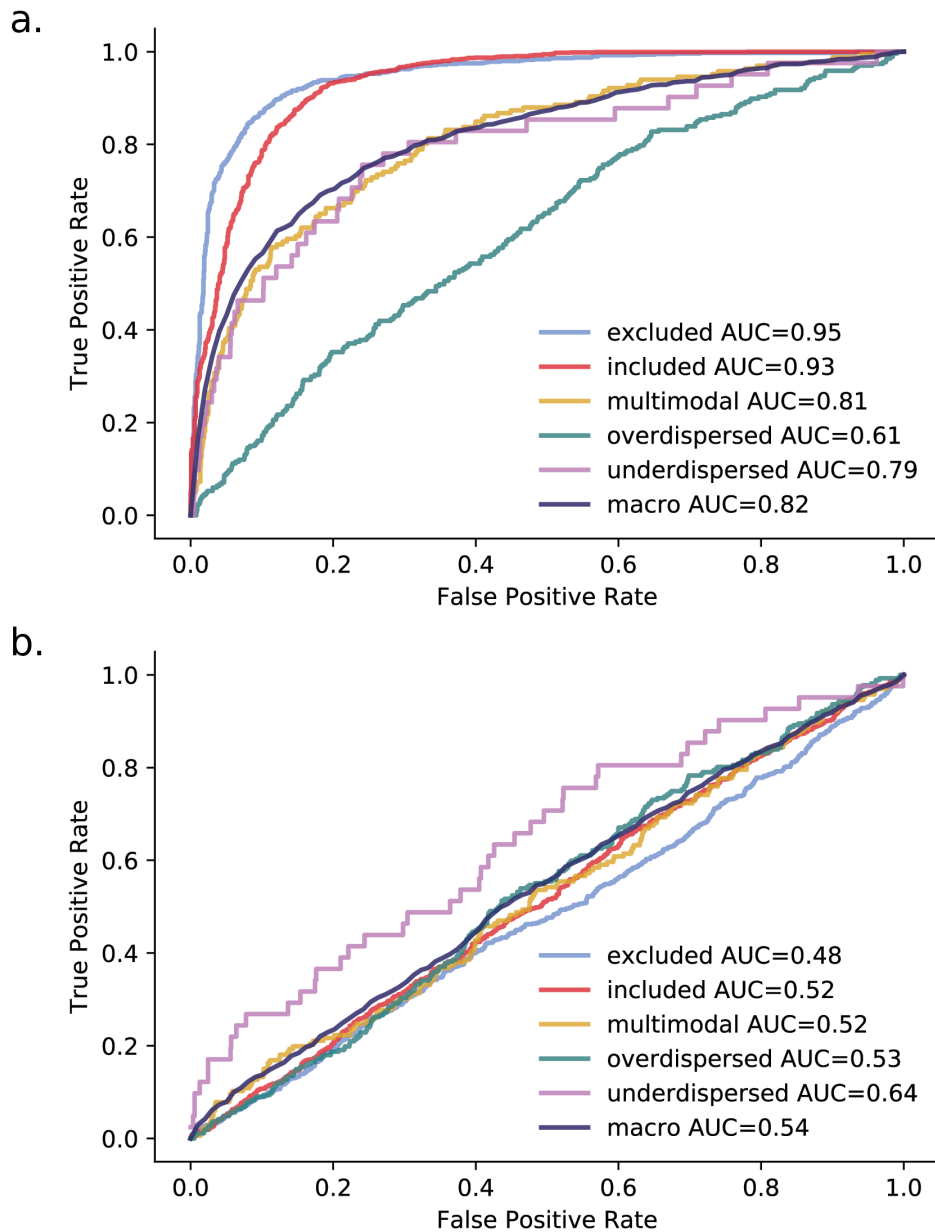 a.
1.0
0.8
0.6
0.4
0.2
0.0
True Positive Rate
excluded AUC=0.95
included AUC=0.93
multimodal AUC=0.81
overdispersed AUC=0.61
underdispersed AUC=0.79
macro AUC=0.82
0.0 0.2 0.4 0.6 0.8 1.0
False Positive Rate
b.
1.0
0.8
0.6
0.4
0.2
0.0
True Positive Rate
excluded AUC=0.48
included AUC=0.52
multimodal AUC=0.52
overdispersed AUC=0.53
underdispersed AUC=0.64
macro AUC=0.54
0.0 0.2 0.4 0.6 0.8 1.0
False Positive Rate